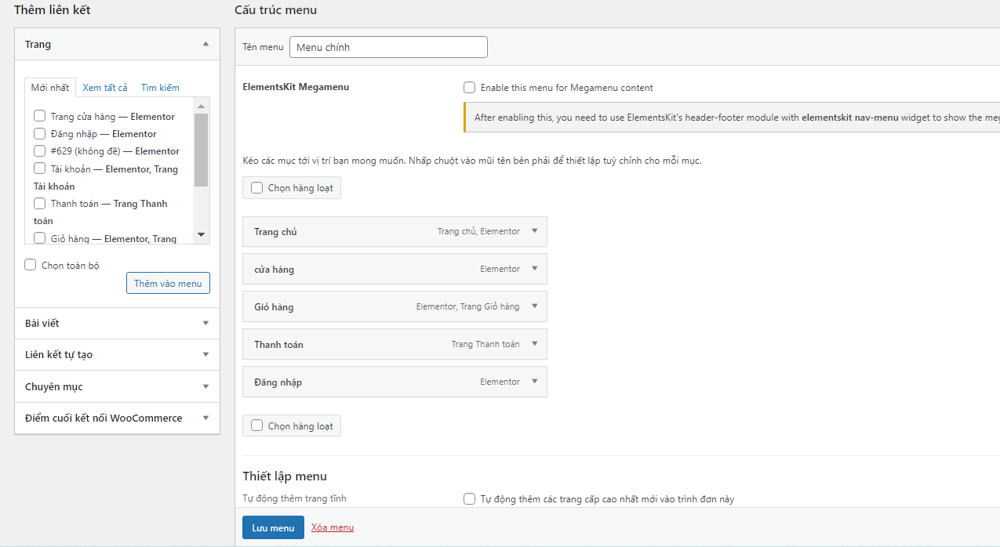 Thêm liên kết
Trang
Mới nhất Xem tất cả Tìm kiếm
Trang cửa hàng — Elementor
Đăng nhập — Elementor
#629 (không đề) — Elementor
Tài khoản — Elementor, Trang
Tài khoản
Thanh toán — Trang Thanh
toán
Giỏ hàng — Elementor, Trang
Chọn toàn bộ
Thêm vào menu
Bài viết
Liên kết tự tạo
Chuyên mục
Điểm cuối kết nối WooCommerce
Cấu trúc menu
Tên menu Menu chính
ElementsKit Megamenu Enable this menu for Megamenu content
After enabling this, you need to use ElementsKit's header-footer module with elementskit nav-menu widget to show the meg
Kéo các mục tới vị trí bạn mong muốn. Nhấp chuột vào mũi tên bên phải để thiết lập tuỳ chỉnh cho mỗi mục.
Chọn hàng loạt
Trang chủ Trang chủ, Elementor
cửa hàng Elementor
Giỏ hàng Elementor, Trang Giỏ hàng
Thanh toán Trang Thanh toán
Đăng nhập Elementor
Chọn hàng loạt
Thiết lập menu
Tự động thêm trang tĩnh Tự động thêm các trang cấp cao nhất mới vào trình đơn này
Lưu menu Xóa menu